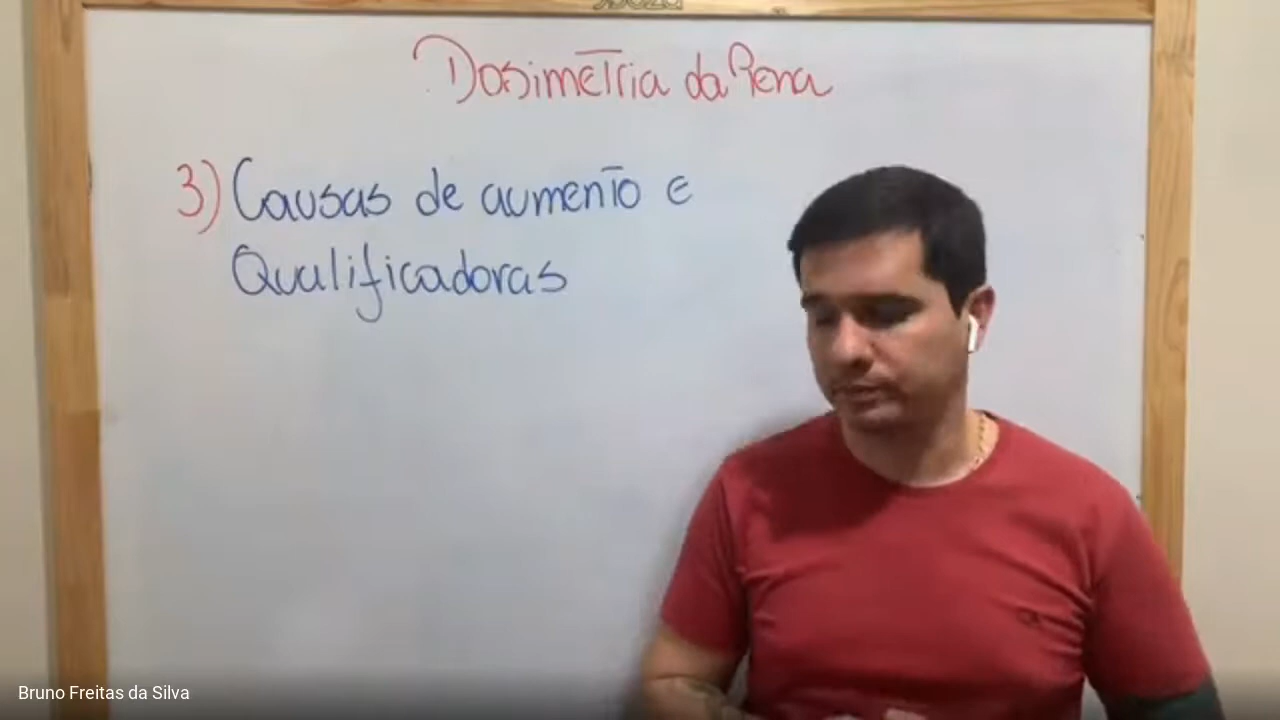 Dosimetria da Pena
3) Causas de aumento e
Qualificadoras
Bruno Freitas da Silva